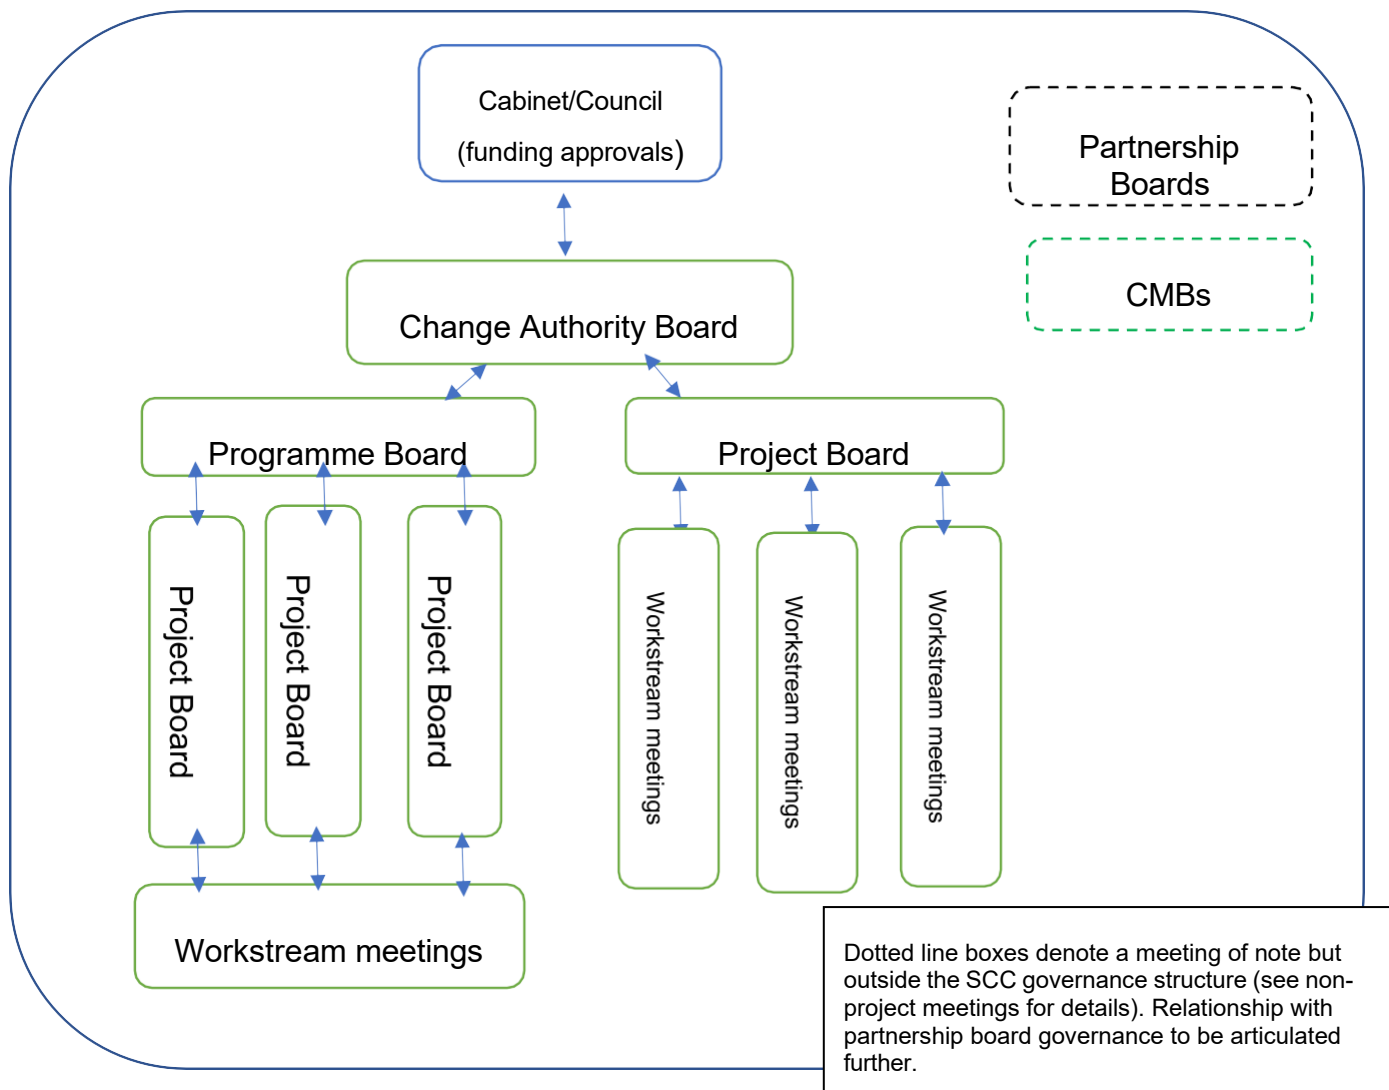 Cabinet/Council
(funding approvals)
Partnership
Boards
CMBs
Change Authority Board
Programme Board
Project Board
Project Board
Project Board
Project Board
Workstream meetings
Workstream meetings
Workstream meetings
Workstream meetings
Dotted line boxes denote a meeting of note but
outside the SCC governance structure (see non-
project meetings for details). Relationship with
partnership board governance to be articulated
further.